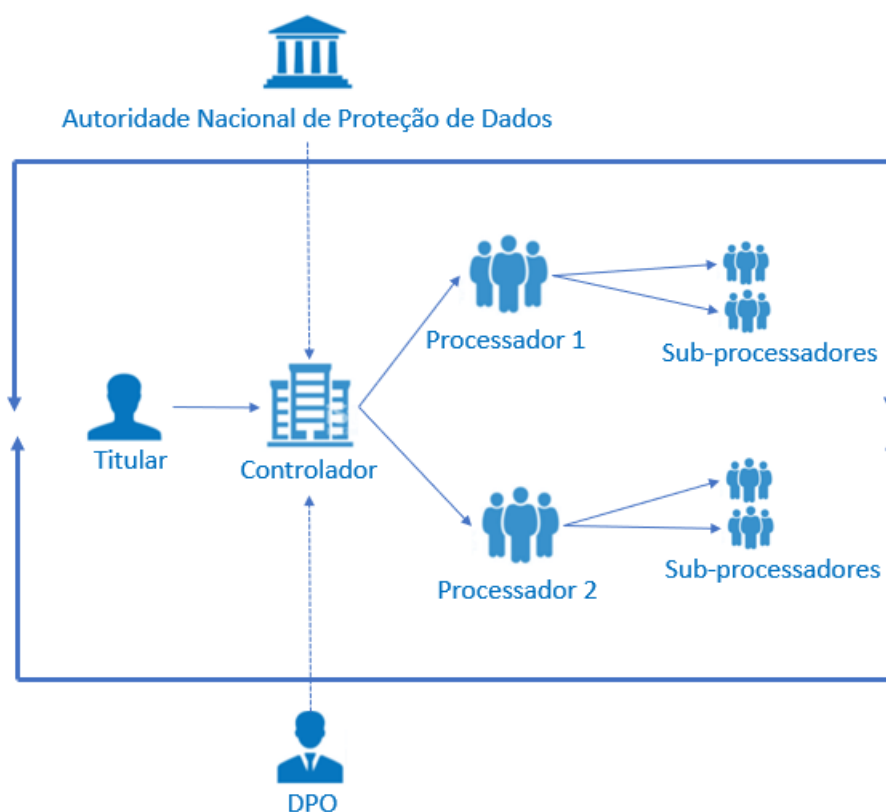 Autoridade Nacional de Proteção de Dados
Processador 1
Sub-processadores
Titular
Controlador
Processador 2
Sub-processadores
DPO